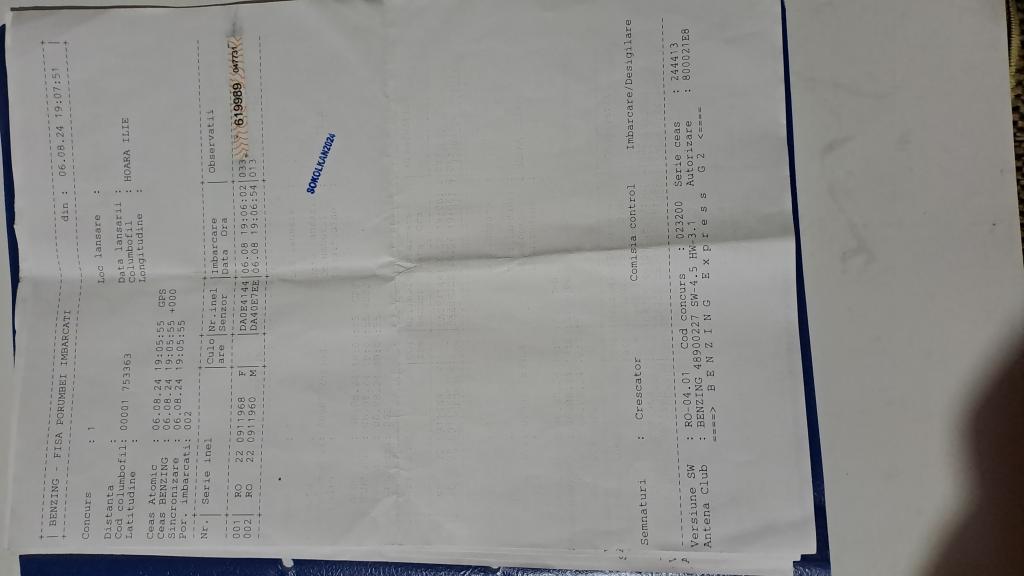 BENZING - FISA PORUMBEI IMBARCATI din : 06.08.24 19:07:51
Concurs : 1 Loc lansare :
Distanta : Data lansarii :
Cod columbofil: 00001 753363 Columbofil : HOARA ILIE
Latitudine : Longitudine :
Ceas Atomic : 06.08.24 19:05:55 GPS
Ceas BENZING : 06.08.24 19:05:55 +000
Sincronizare : 06.08.24 19:05:55
Por. imbarcati: 002
Nr. | Serie inel |Culo|Nr.inel |Imbarcare | Observatii
|are |Senzor |Data Ora |
001 | RO 22 0911968 F | |DA0E4144|06.08 19:06:02|033
002| RO 22 0911960 M | |DA40E7EE|06.08 19:06:54|013
619989 047731
SOKOLKAN2024
Semnaturi : Crescator Comisia control Imbarcare/Desigilare
Versiune SW : RO-04.01 Cod concurs : 023200 Serie ceas : 244413
Antena Club : BENZING 48900227 SW-4.5 HW-3.1 Autorizare : 800021E8
====> B E N Z I N G E x p r e s s G 2 <====